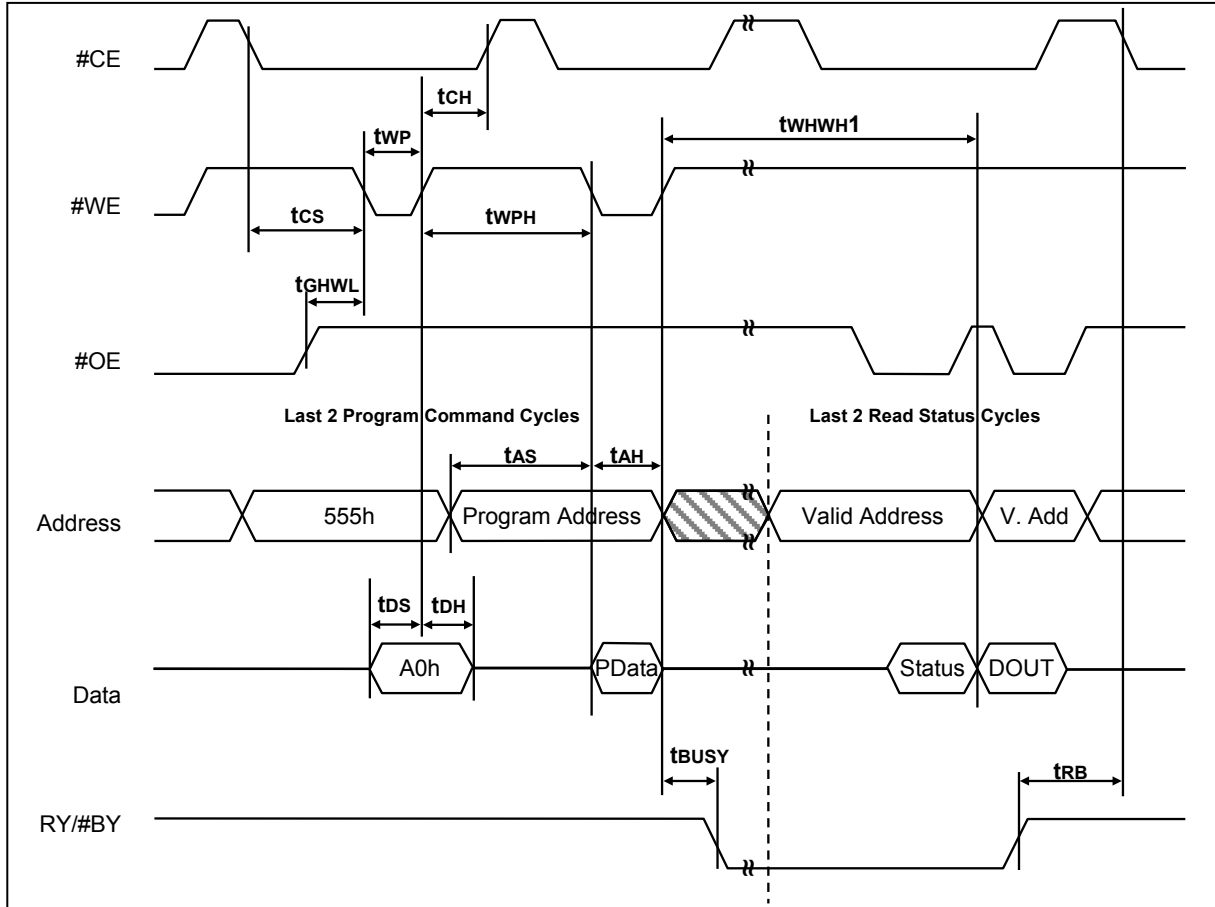 #CE
tCH
tWHWH1
tWP
#WE
tCS
tWPH
tGHWL
#OE
Last 2 Program Command Cycles
Last 2 Read Status Cycles
tAS
tAH
Address
555h
Program Address
Valid Address
V. Add
tDS
tDH
A0h
PData
Status
DOUT
Data
tBUSY
tRB
RY/#BY